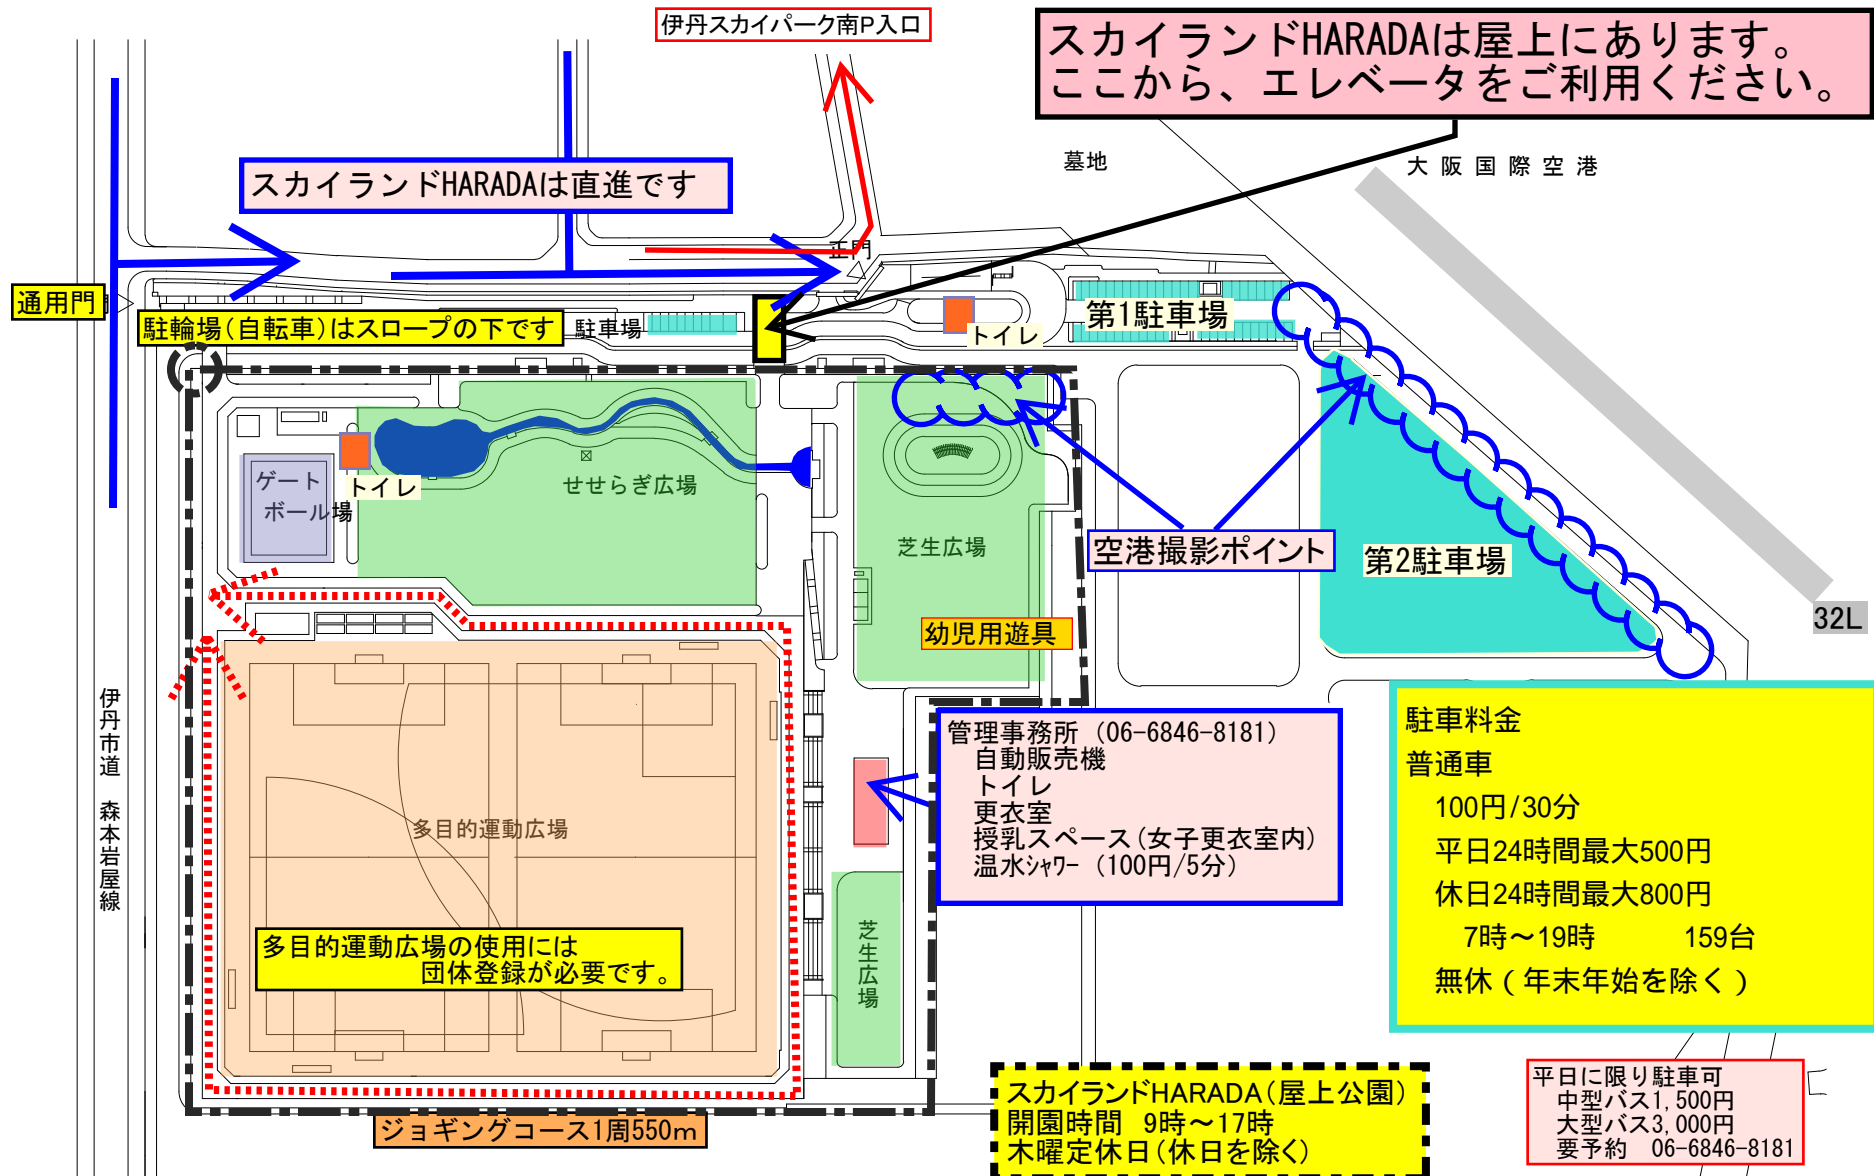 伊丹スカイパーク南P入口
スカイランドHARADAは屋上にあります。
ここから、エレベータをご利用ください。
墓地
大阪国際空港
スカイランドHARADAは直進です
正門
通用門
駐輪場(自転車)はスロープの下です
駐車場
トイレ
第1駐車場
ゲート
ボール場
トイレ
せせらぎ広場
芝生広場
空港撮影ポイント
第2駐車場
32L
幼児用遊具
伊丹市道 森本岩屋線
管理事務所 (06-6846-8181)
自動販売機
トイレ
更衣室
授乳スペース(女子更衣室内)
温水シャワー (100円/5分)
駐車料金
普通車
100円/30分
平日24時間最大500円
休日24時間最大800円
7時～19時 159台
無休(年末年始を除く)
多目的運動広場
多目的運動広場の使用には
団体登録が必要です。
芝生広場
ジョギングコース1周550m
スカイランドHARADA(屋上公園)
開園時間 9時～17時
木曜定休日(休日を除く)
平日に限り駐車可
中型バス1,500円
大型バス3,000円
要予約 06-6846-8181